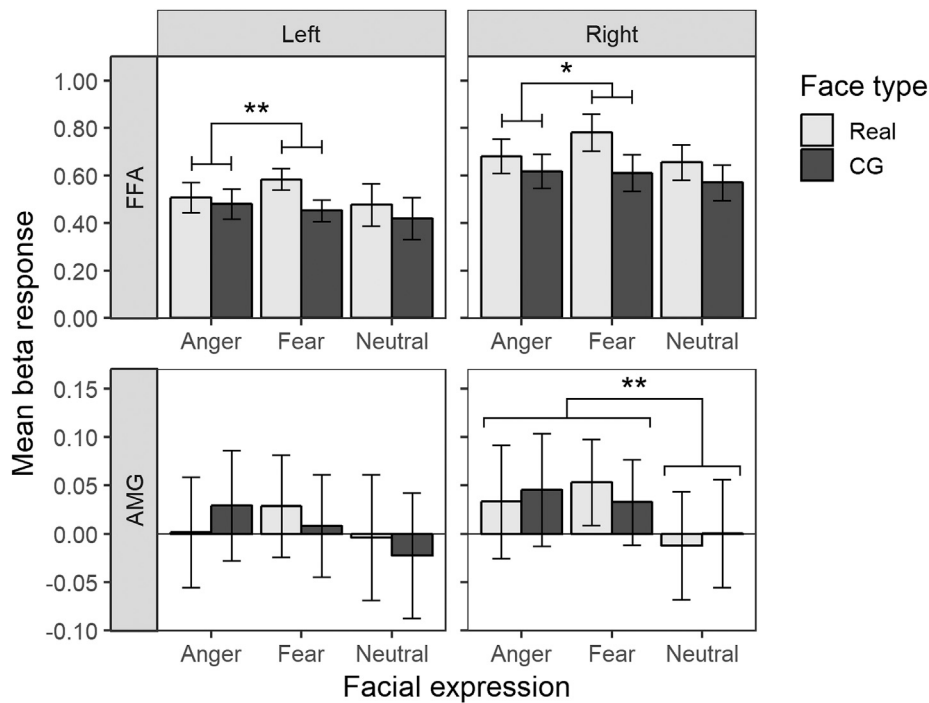 Left
Right
Mean beta response
FFA
1.00
0.80
0.60
0.40
0.20
0.00
**
*
Anger Fear Neutral
Anger Fear Neutral
AMG
0.15
0.10
0.05
0.00
-0.05
-0.10
**
Anger Fear Neutral
Anger Fear Neutral
Facial expression
Face type
Real
CG